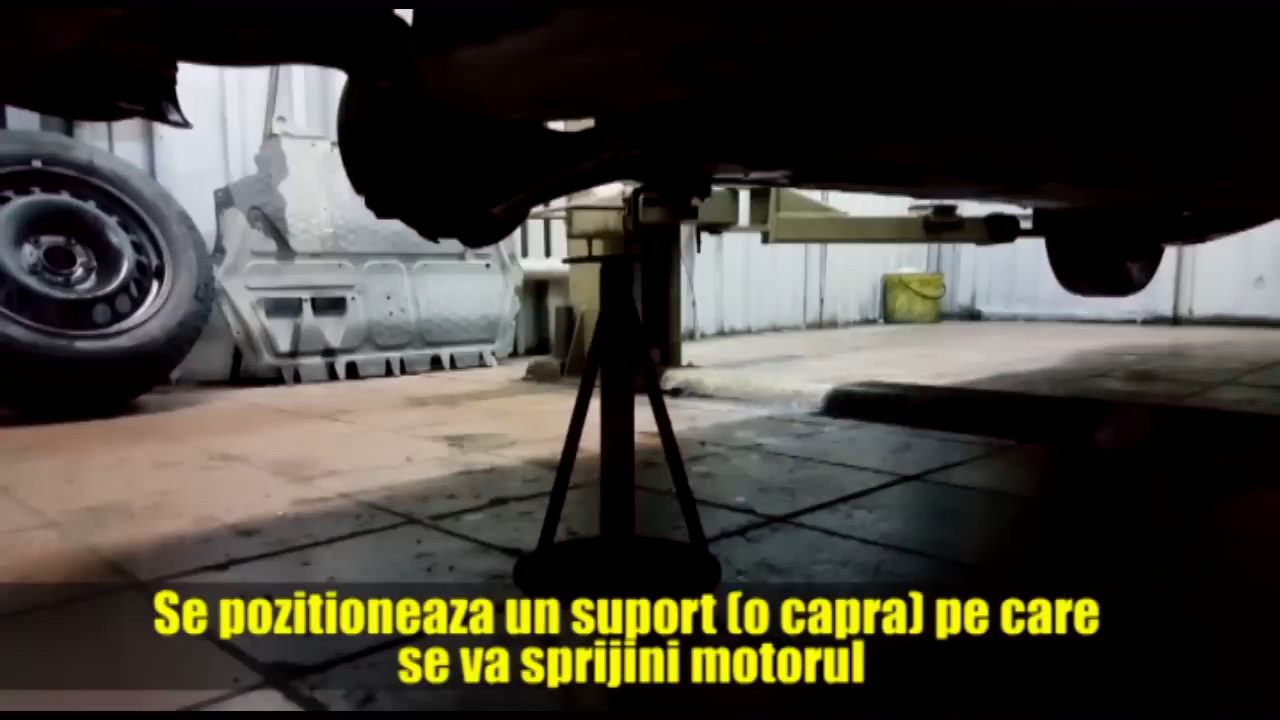 Se pozitioneaza un suport (o capra) pe care
se va sprijini motorul